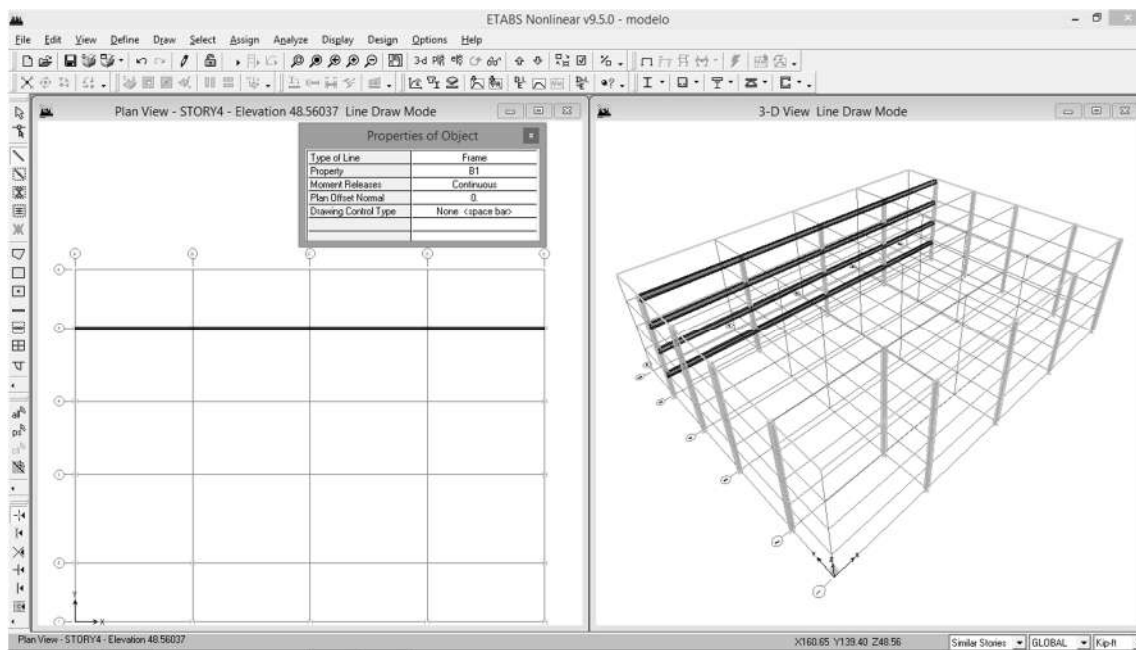 ETABS Nonlinear v9.5.0 - modelo
File Edit View Define Draw Select Assign Analyze Display Design Options Help
3-d
Plan View - STORY4 - Elevation 48.56037 Line Draw Mode
3-D View Line Draw Mode
Properties of Object
Type of Line Frame
Property B1
Moment Releases Continuous
Plan Offset Normal 0.
Drawing Control Type None <space bar>
all
ps
Y
X
Y
Z
X
Plan View - STORY4 - Elevation 48.56037
X160.65 Y139.40 Z48.56
Similar Stories
GLOBAL
Kip-ft